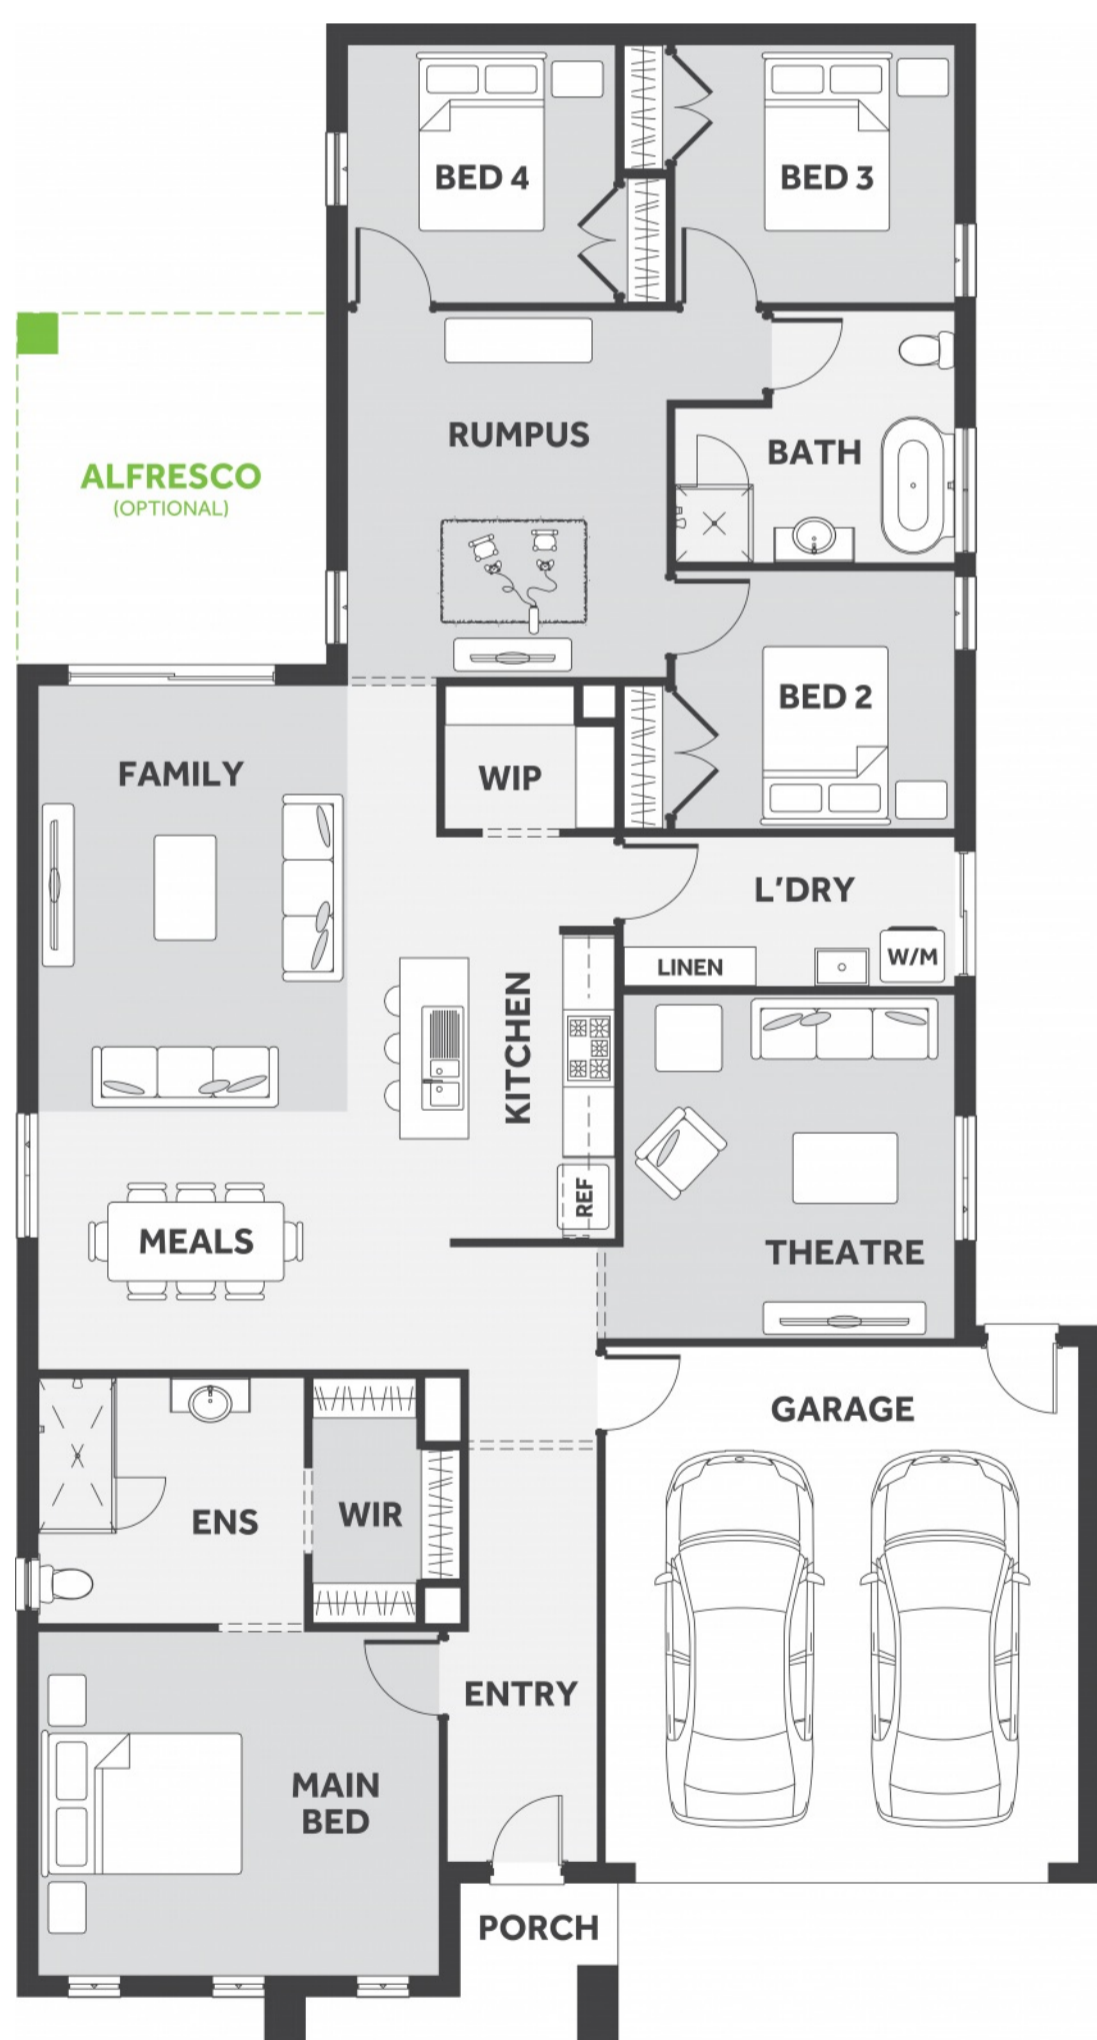 BED 4
BED 3
ALFRESCO
(OPTIONAL)
RUMPUS
BATH
BED 2
FAMILY
WIP
L'DRY
LINEN
W/M
KITCHEN
REF
MEALS
THEATRE
GARAGE
ENS
WIR
ENTRY
MAIN
BED
PORCH